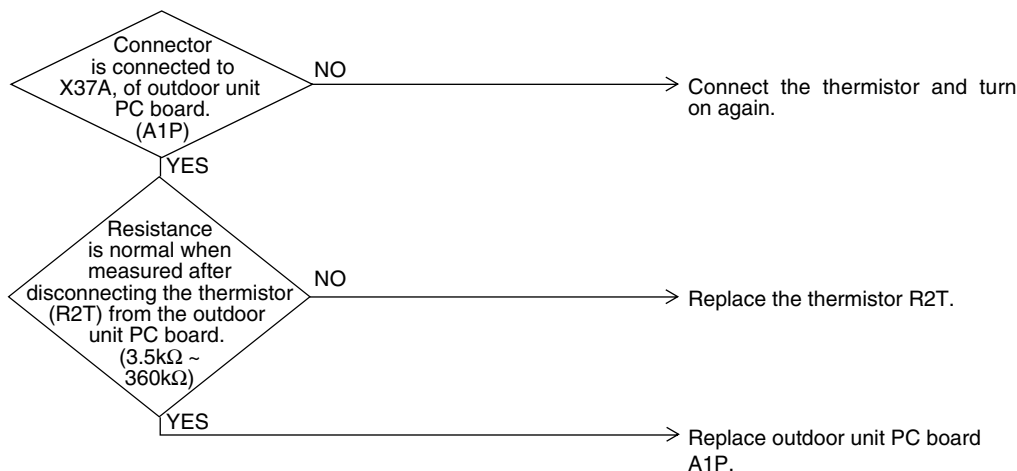 Connector
is connected to
X37A, of outdoor unit
PC board.
(A1P)
NO
Connect the thermistor and turn
on again.
YES
Resistance
is normal when
measured after
disconnecting the thermistor
(R2T) from the outdoor
unit PC board.
(3.5kΩ ~
360kΩ)
NO
Replace the thermistor R2T.
YES
Replace outdoor unit PC board
A1P.